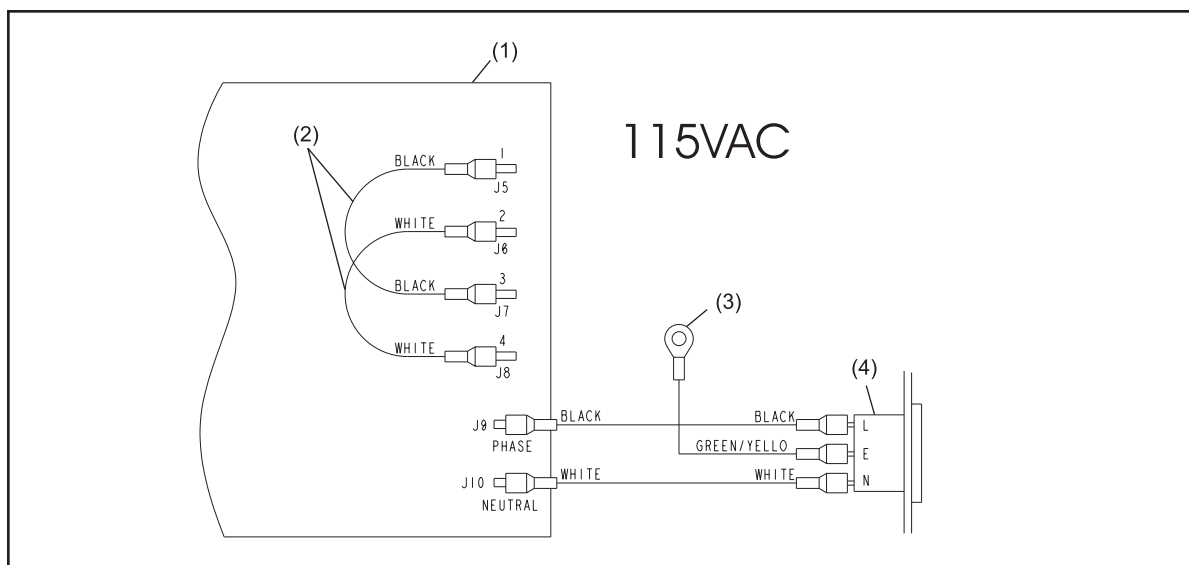 (1)
115VAC
(2)
1
BLACK
J5
2
WHITE
J6
3
BLACK
J7
(3)
4
WHITE
J8
(4)
BLACK
BLACK
L
J9
PHASE
GREEN/YELLO
E
WHITE
WHITE
N
J10
NEUTRAL